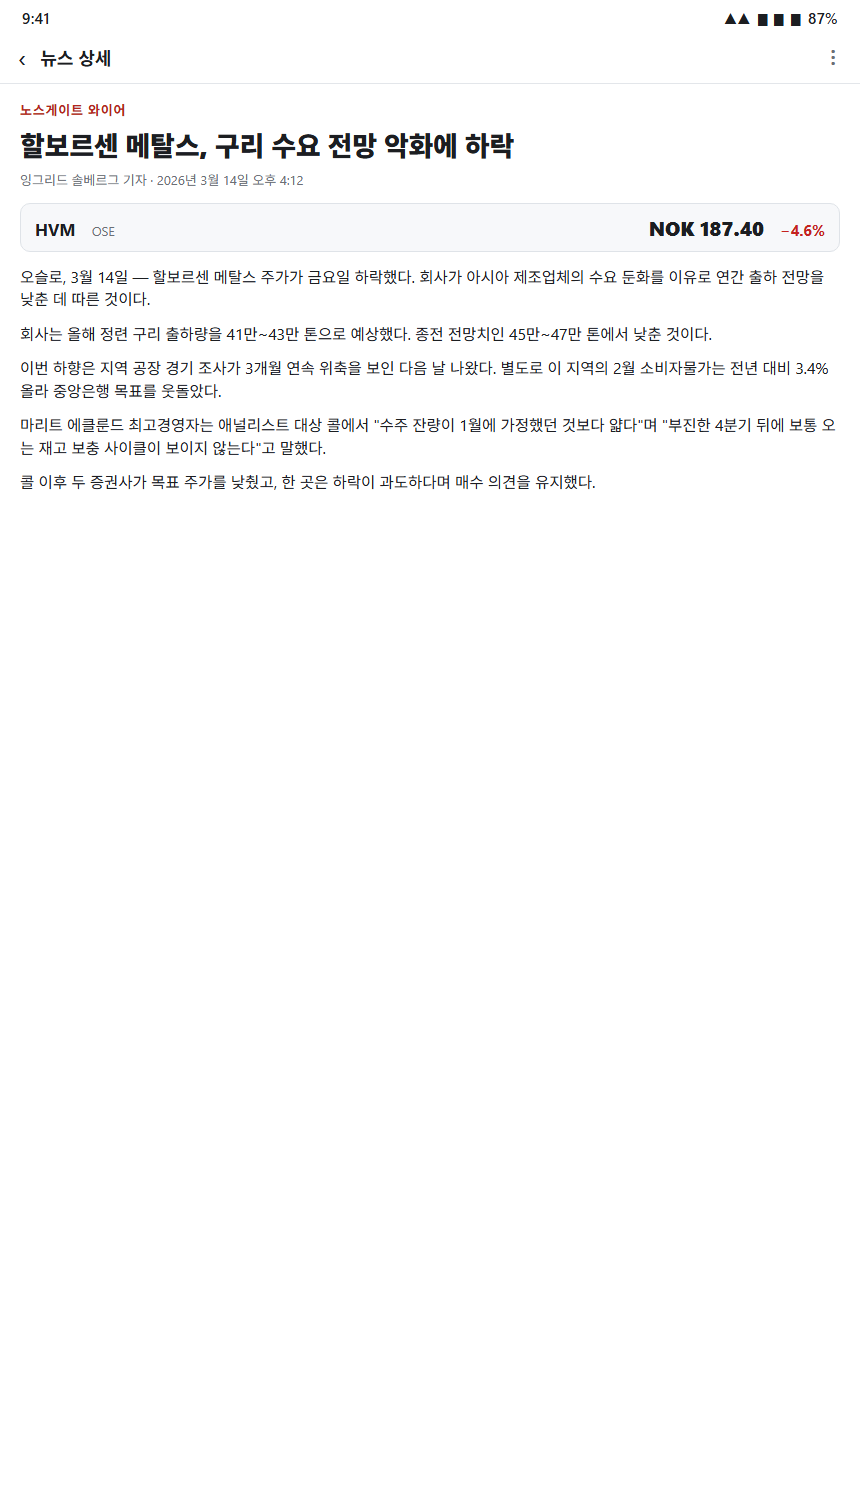 9:41
87%
‹ 뉴스 상세
노스게이트 와이어
할보르센 메탈스, 구리 수요 전망 악화에 하락
잉그리드 솔베르그 기자 · 2026년 3월 14일 오후 4:12
HVM OSE NOK 187.40 −4.6%
오슬로, 3월 14일 — 할보르센 메탈스 주가가 금요일 하락했다. 회사가 아시아 제조업체의 수요 둔화를 이유로 연간 출하 전망을
낮춘 데 따른 것이다.
회사는 올해 정련 구리 출하량을 41만~43만 톤으로 예상했다. 종전 전망치인 45만~47만 톤에서 낮춘 것이다.
이번 하향은 지역 공장 경기 조사가 3개월 연속 위축을 보인 다음 날 나왔다. 별도로 이 지역의 2월 소비자물가는 전년 대비 3.4%
올라 중앙은행 목표를 웃돌았다.
마리트 에클룬드 최고경영자는 애널리스트 대상 콜에서 "수주 잔량이 1월에 가정했던 것보다 얇다"며 "부진한 4분기 뒤에 보통 오
는 재고 보충 사이클이 보이지 않는다"고 말했다.
콜 이후 두 증권사가 목표 주가를 낮췄고, 한 곳은 하락이 과도하다며 매수 의견을 유지했다.